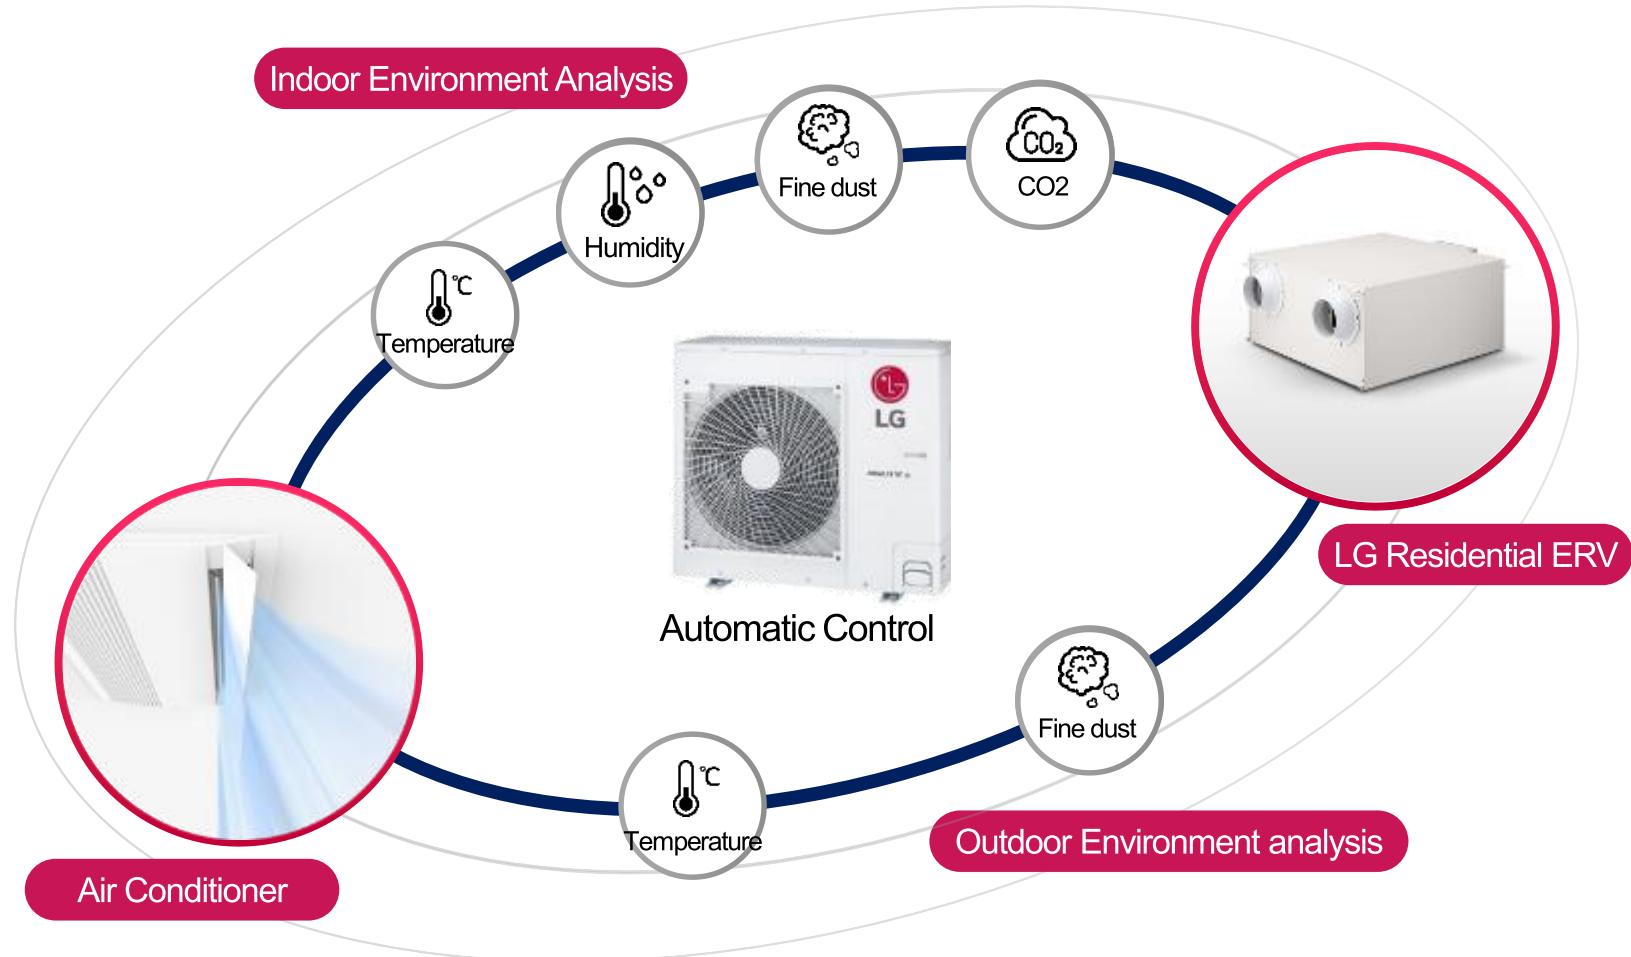 Indoor Environment Analysis
CO₂
Fine dust
CO2
Humidity
°C
Temperature
LG
LG Residential ERV
Automatic Control
Fine dust
°C
Temperature
Outdoor Environment analysis
Air Conditioner